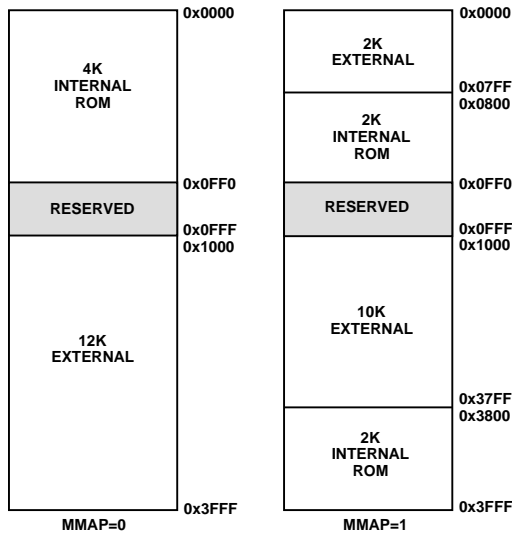 0x0000
4K
INTERNAL
ROM
0x0FF0
RESERVED
0x0FFF
0x1000
12K
EXTERNAL
0x3FFF
MMAP=0
0x0000
2K
EXTERNAL
0x07FF
0x0800
2K
INTERNAL
ROM
0x0FF0
RESERVED
0x0FFF
0x1000
10K
EXTERNAL
0x37FF
0x3800
2K
INTERNAL
ROM
0x3FFF
MMAP=1